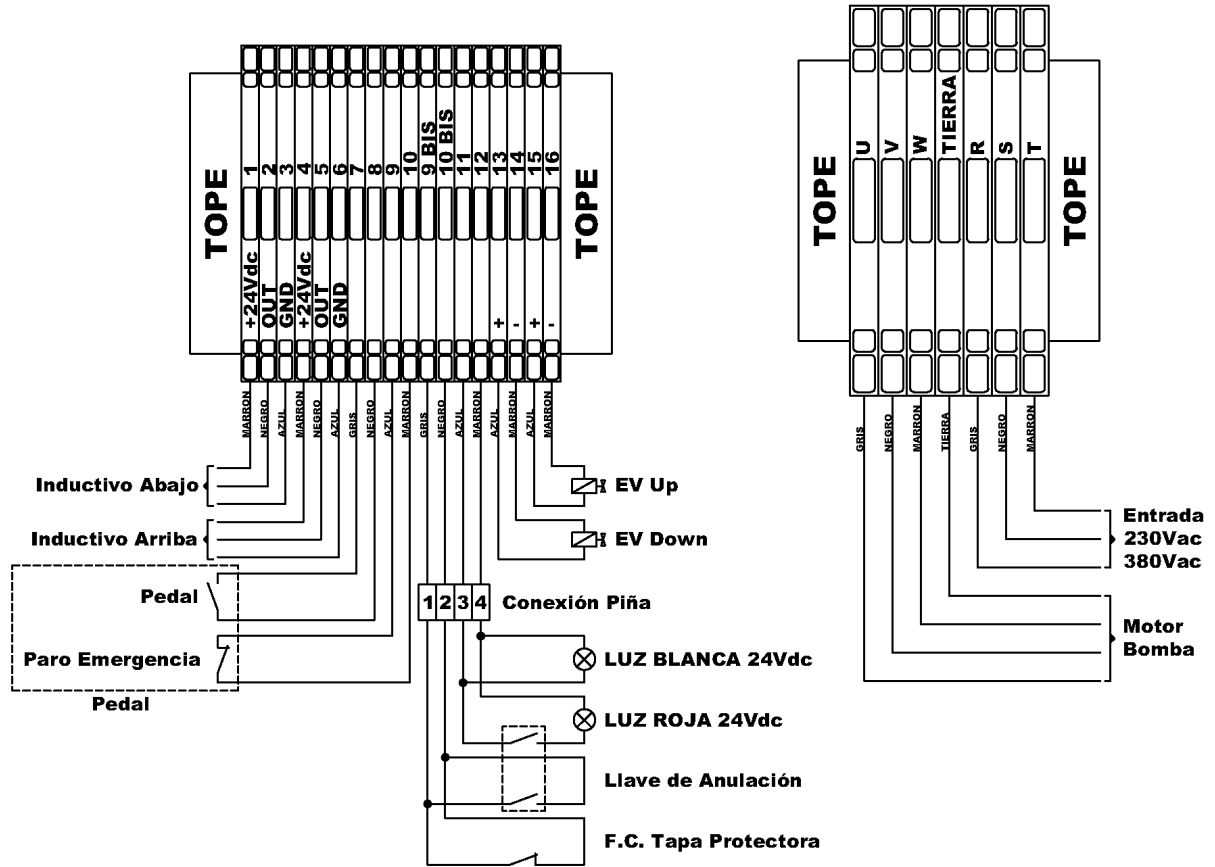 TOPE
1
2
3
4
5
6
7
8
9
10
9 BIS
10 BIS
11
12
13
14
15
16
TOPE
+24Vdc
OUT
GND
+24Vdc
OUT
GND
+
-
+
-
MARRON
NEGRO
AZUL
MARRON
NEGRO
AZUL
GRIS
NEGRO
AZUL
MARRON
GRIS
NEGRO
AZUL
MARRON
AZUL
MARRON
AZUL
MARRON
Inductivo Abajo
Inductivo Arriba
Pedal
Paro Emergencia
Pedal
EV Up
EV Down
1 2 3 4 Conexión Piña
LUZ BLANCA 24Vdc
LUZ ROJA 24Vdc
Llave de Anulación
F.C. Tapa Protectora
TOPE
U
V
W
TIERRA
R
S
T
TOPE
GRIS
NEGRO
MARRON
TIERRA
GRIS
NEGRO
MARRON
Entrada
230Vac
380Vac
Motor
Bomba